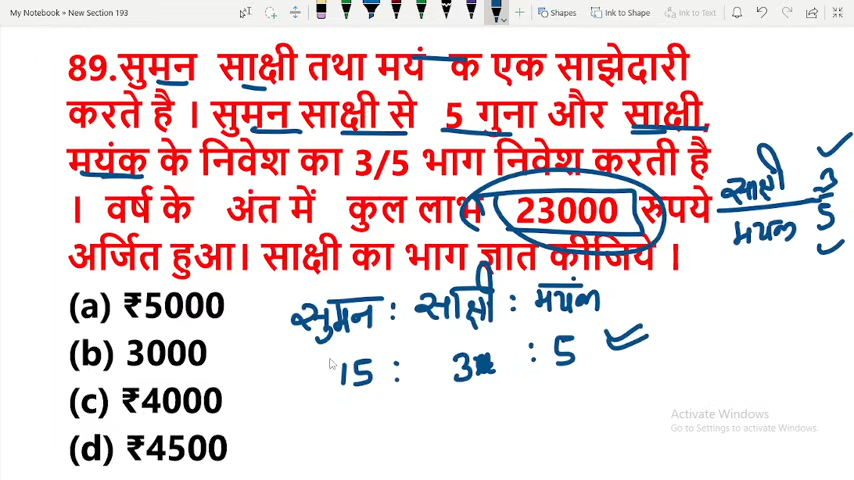 My Notebook » New Section 193
Shapes
Ink to Shape
Ink to Text
89.सुमन साक्षी तथा मयं क एक साझेदारी
करते है । सुमन साक्षी से 5 गुना और साक्षी,
मयंक के निवेश का 3/5 भाग निवेश करती है
। वर्ष के अंत में कुल लाभ 23000 रुपये
अर्जित हुआ। साक्षी का भाग ज्ञात कीजिये ।
साक्षी 3
मयंक 5
(a) ₹5000
(b) 3000
(c) ₹4000
(d) ₹4500
सुमन : साक्षी : मयंक
15 : 3 : 5
Activate Windows
Go to Settings to activate Windows.